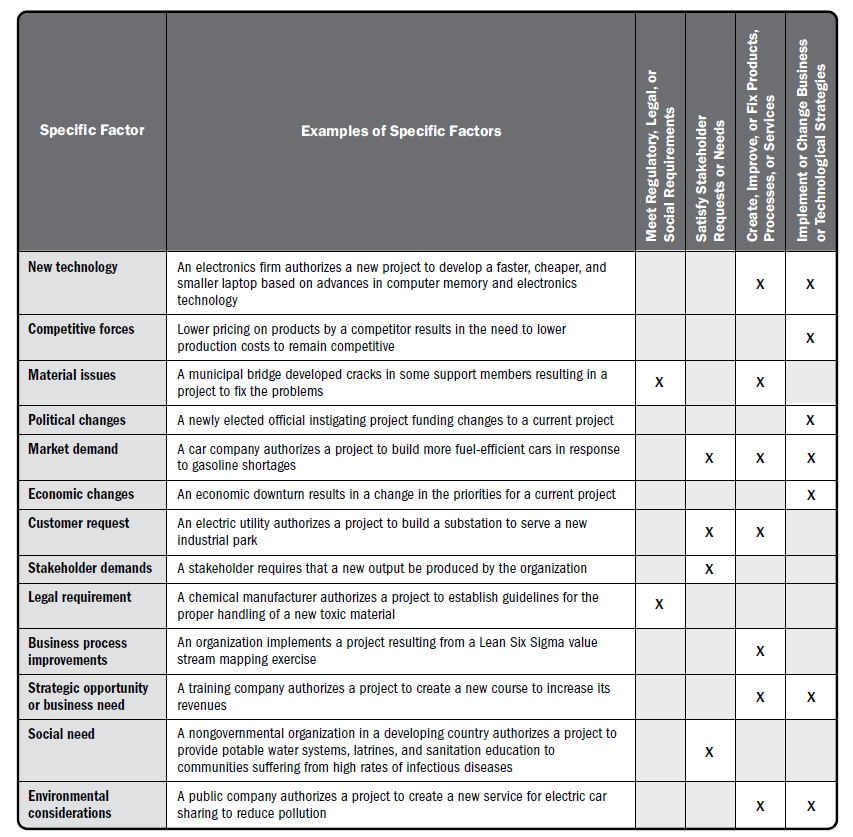 Specific Factor
Examples of Specific Factors
Meet Regulatory, Legal, or
Social Requirements
Satisfy Stakeholder
Requests or Needs
Create, Improve, or Fix Products,
Processes, or Services
Implement or Change Business
or Technological Strategies
New technology
An electronics firm authorizes a new project to develop a faster, cheaper, and
smaller laptop based on advances in computer memory and electronics
technology
X
X
Competitive forces
Lower pricing on products by a competitor results in the need to lower
production costs to remain competitive
X
Material issues
A municipal bridge developed cracks in some support members resulting in a
project to fix the problems
X
X
Political changes
A newly elected official instigating project funding changes to a current project
X
Market demand
A car company authorizes a project to build more fuel-efficient cars in response
to gasoline shortages
X
X
X
Economic changes
An economic downturn results in a change in the priorities for a current project
X
Customer request
An electric utility authorizes a project to build a substation to serve a new
industrial park
X
X
Stakeholder demands
A stakeholder requires that a new output be produced by the organization
X
Legal requirement
A chemical manufacturer authorizes a project to establish guidelines for the
proper handling of a new toxic material
X
Business process
improvements
An organization implements a project resulting from a Lean Six Sigma value
stream mapping exercise
X
Strategic opportunity
or business need
A training company authorizes a project to create a new course to increase its
revenues
X
X
Social need
A nongovernmental organization in a developing country authorizes a project to
provide potable water systems, latrines, and sanitation education to
communities suffering from high rates of infectious diseases
X
Environmental
considerations
A public company authorizes a project to create a new service for electric car
sharing to reduce pollution
X
X